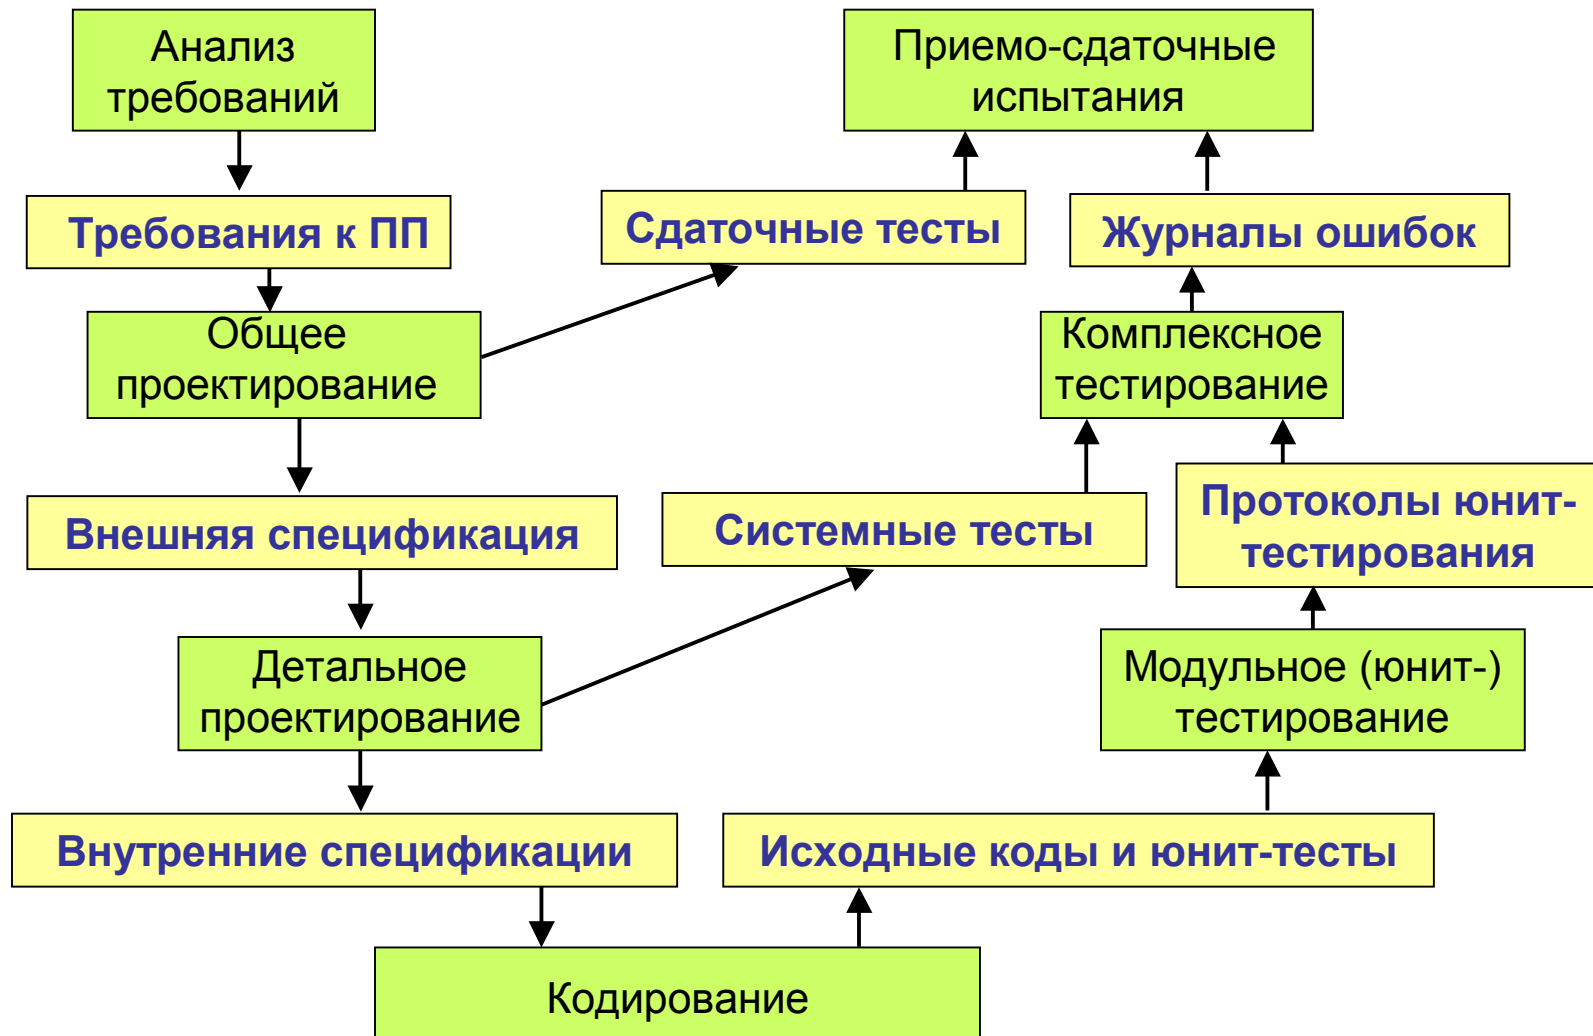 Анализ
требований
Приемо-сдаточные
испытания
Требования к ПП
Сдаточные тесты
Журналы ошибок
Общее
проектирование
Комплексное
тестирование
Внешняя спецификация
Системные тесты
Протоколы юнит-
тестирования
Детальное
проектирование
Модульное (юнит-)
тестирование
Внутренние спецификации
Исходные коды и юнит-тесты
Кодирование